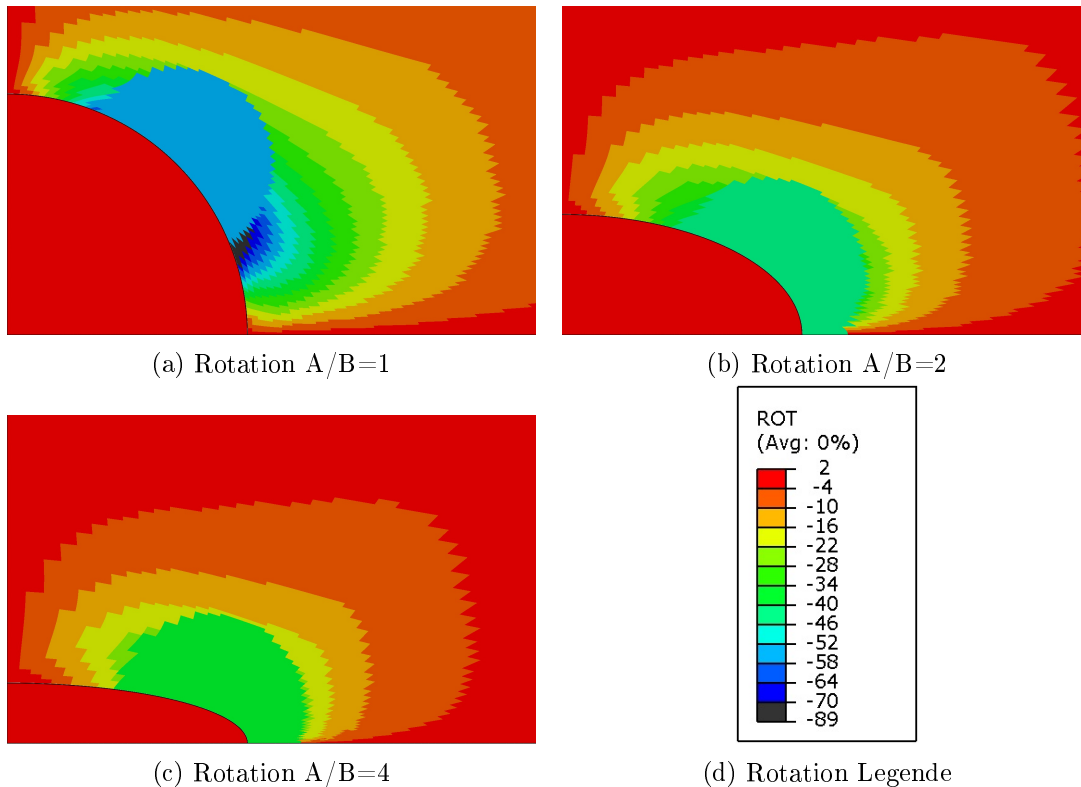 (a) Rotation A/B=1
(b) Rotation A/B=2
ROT
(Avg: 0%)
2
-4
-10
-16
-22
-28
-34
-40
-46
-52
-58
-64
-70
-89
(c) Rotation A/B=4
(d) Rotation Legende